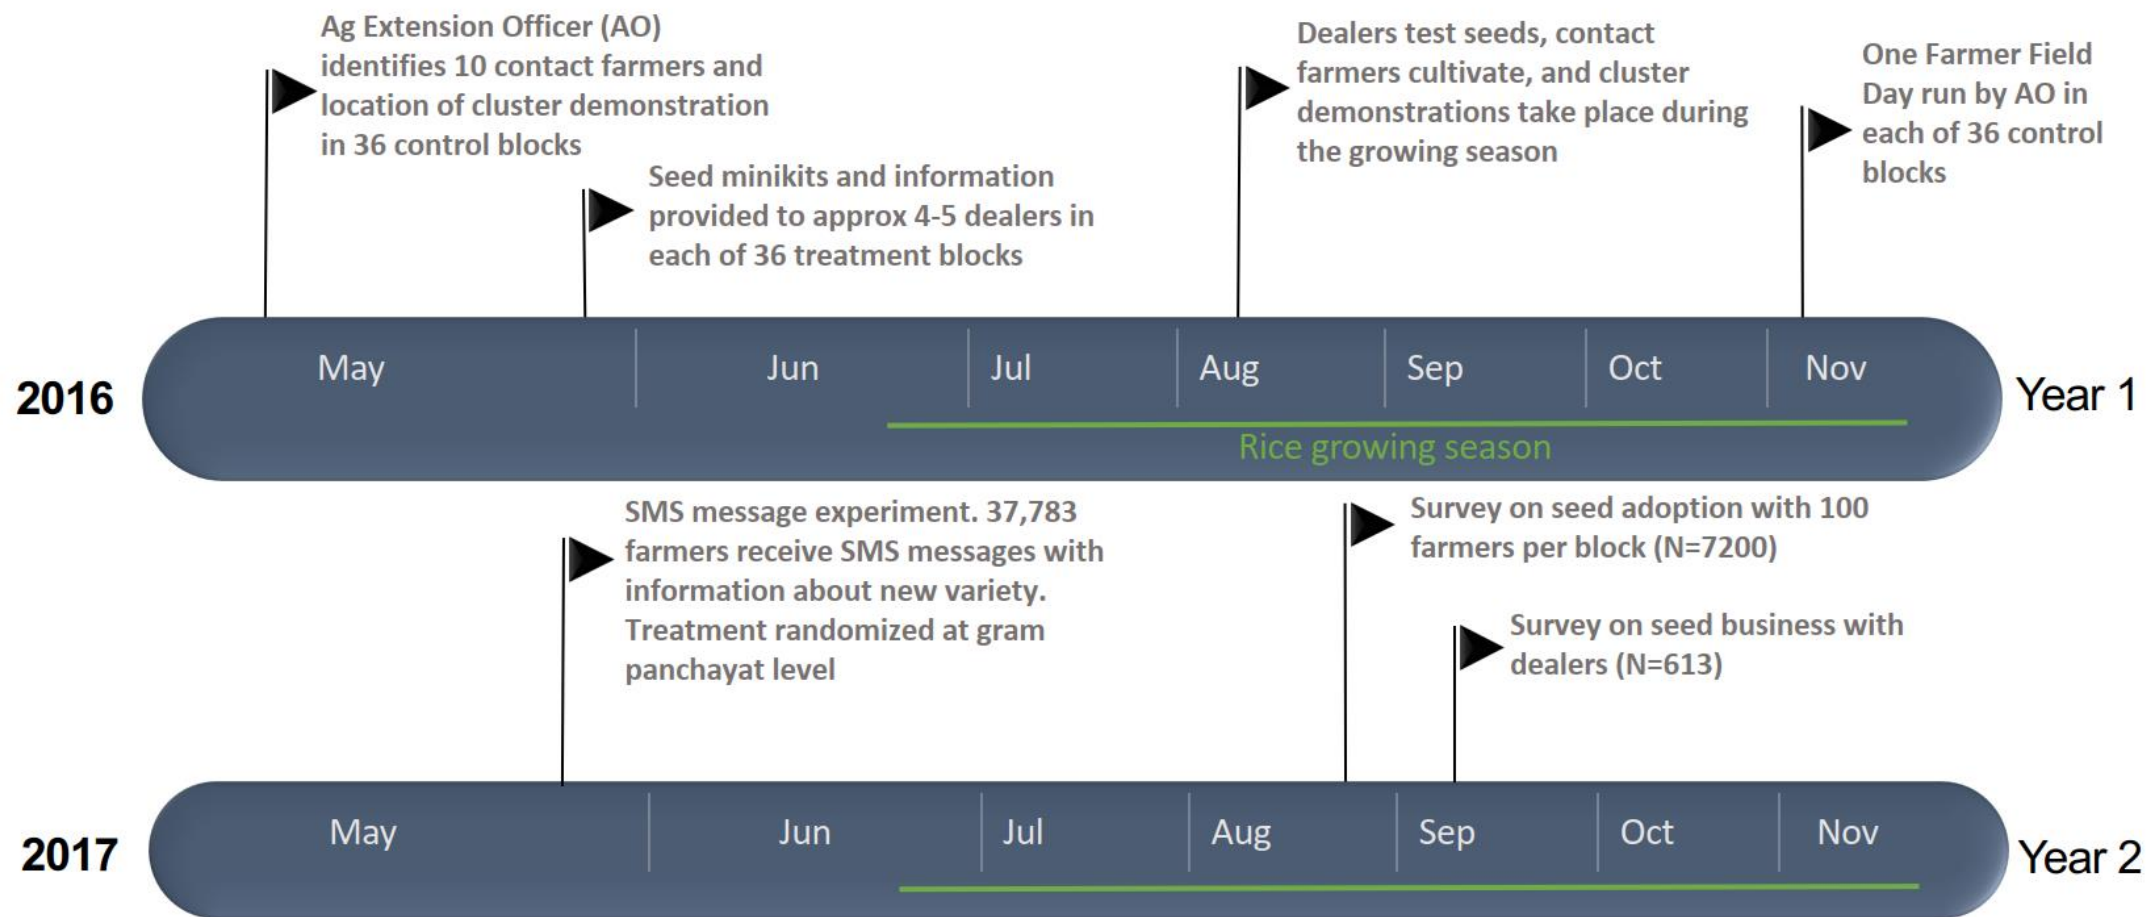 Ag Extension Officer (AO)
identifies 10 contact farmers and
location of cluster demonstration
in 36 control blocks
Seed minikits and information
provided to approx 4-5 dealers in
each of 36 treatment blocks
Dealers test seeds, contact
farmers cultivate, and cluster
demonstrations take place during
the growing season
One Farmer Field
Day run by AO in
each of 36 control
blocks
2016
May
Jun
Jul
Aug
Sep
Oct
Nov
Year 1
Rice growing season
SMS message experiment. 37,783
farmers receive SMS messages with
information about new variety.
Treatment randomized at gram
panchayat level
Survey on seed adoption with 100
farmers per block (N=7200)
Survey on seed business with
dealers (N=613)
2017
May
Jun
Jul
Aug
Sep
Oct
Nov
Year 2